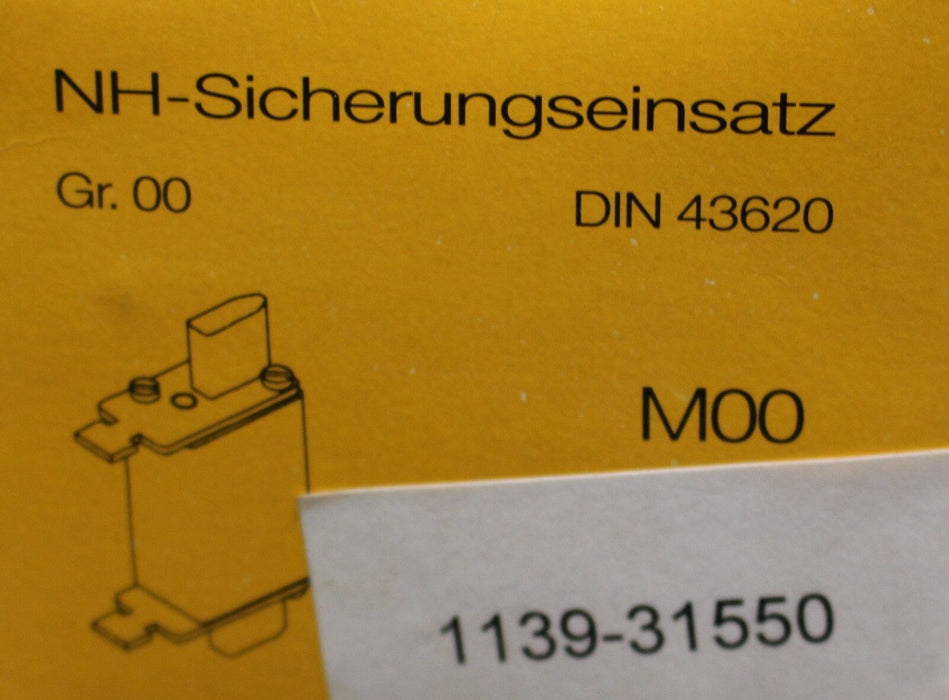 NH-Sicherungseinsatz
Gr. 00
DIN 43620
M00
1139-31550